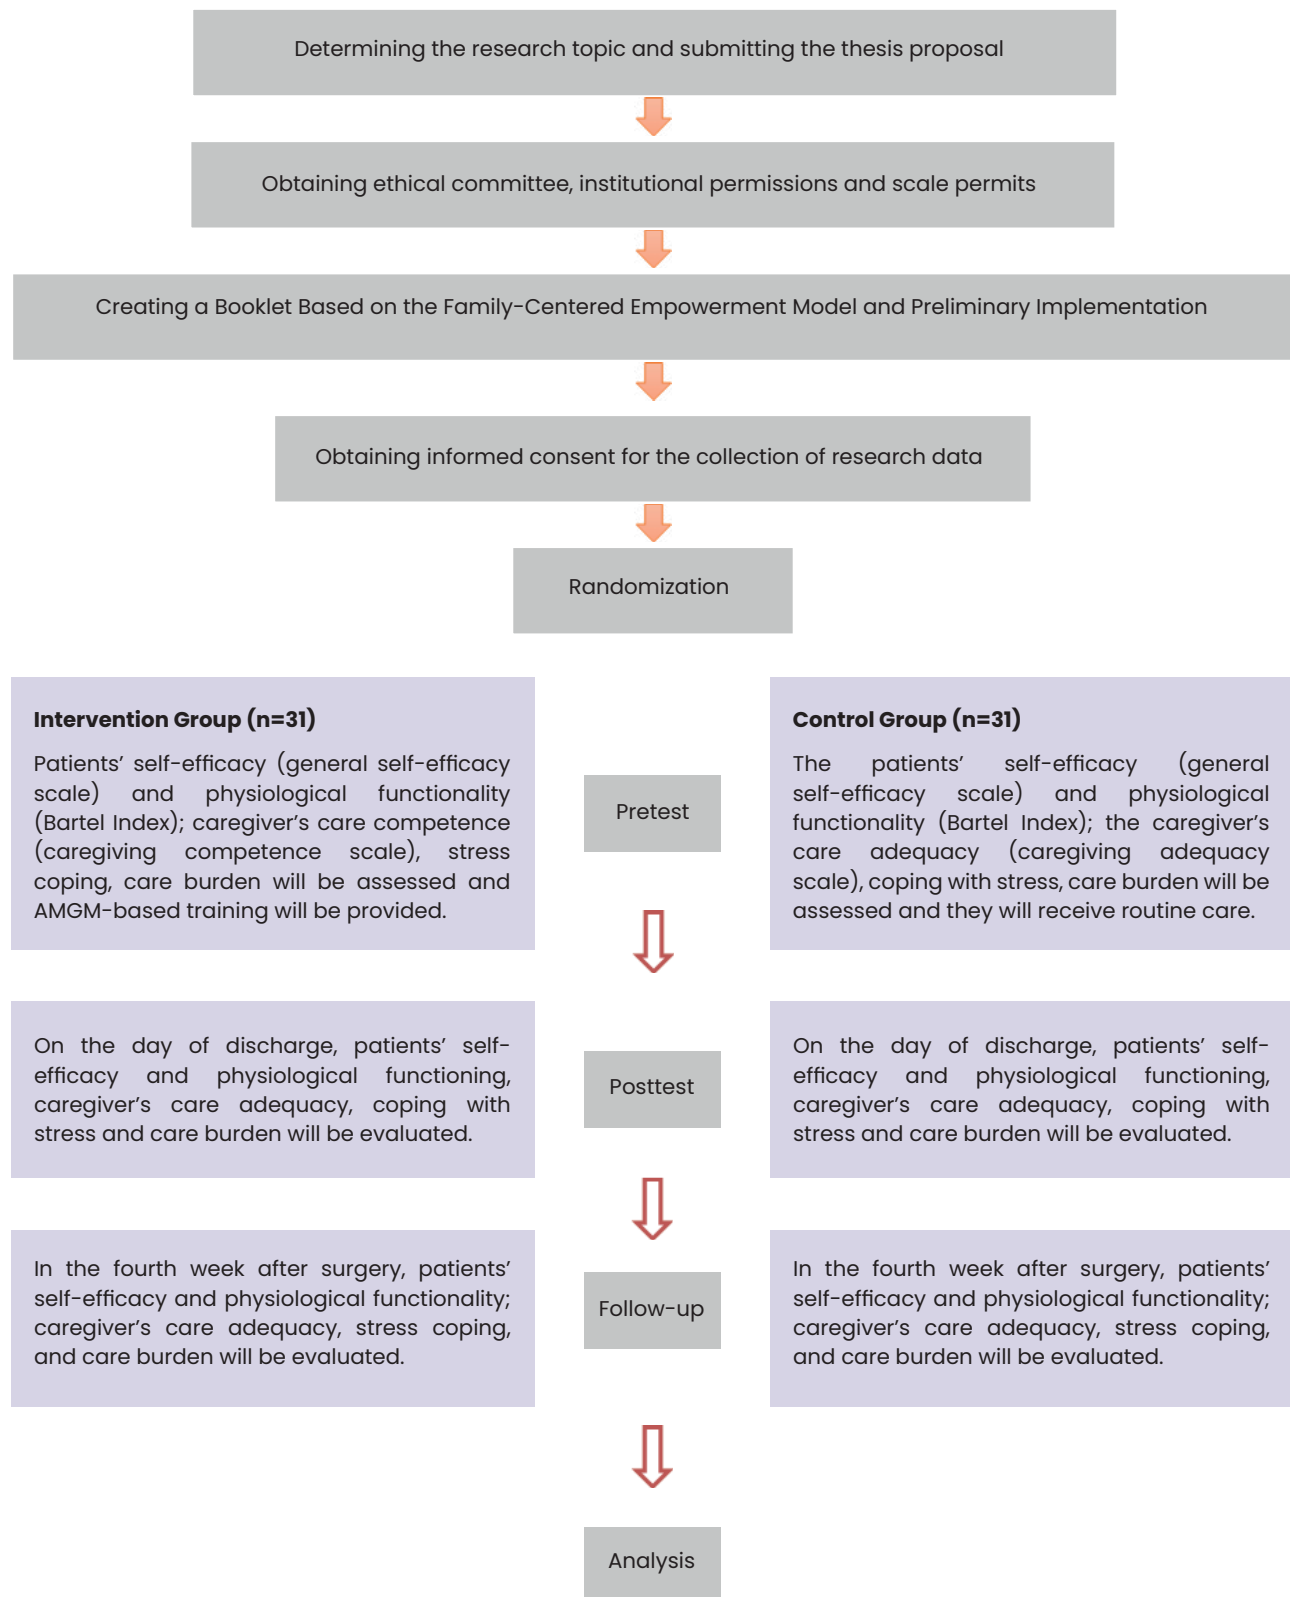 Determining the research topic and submitting the thesis proposal
Obtaining ethical committee, institutional permissions and scale permits
Creating a Booklet Based on the Family-Centered Empowerment Model and Preliminary Implementation
Obtaining informed consent for the collection of research data
Randomization
Intervention Group (n=31)
Patients' self-efficacy (general self-efficacy
scale) and physiological functionality
(Bartel Index); caregiver's care competence
(caregiving competence scale), stress
coping, care burden will be assessed and
AMGM-based training will be provided.
Pretest
Control Group (n=31)
The patients' self-efficacy (general
self-efficacy scale) and physiological
functionality (Bartel Index); the caregiver's
care adequacy (caregiving adequacy
scale), coping with stress, care burden will be
assessed and they will receive routine care.
On the day of discharge, patients' self-
efficacy and physiological functioning,
caregiver's care adequacy, coping with
stress and care burden will be evaluated.
Posttest
On the day of discharge, patients' self-
efficacy and physiological functioning,
caregiver's care adequacy, coping with
stress and care burden will be evaluated.
In the fourth week after surgery, patients'
self-efficacy and physiological functionality;
caregiver's care adequacy, stress coping,
and care burden will be evaluated.
Follow-up
In the fourth week after surgery, patients'
self-efficacy and physiological functionality;
caregiver's care adequacy, stress coping,
and care burden will be evaluated.
Analysis